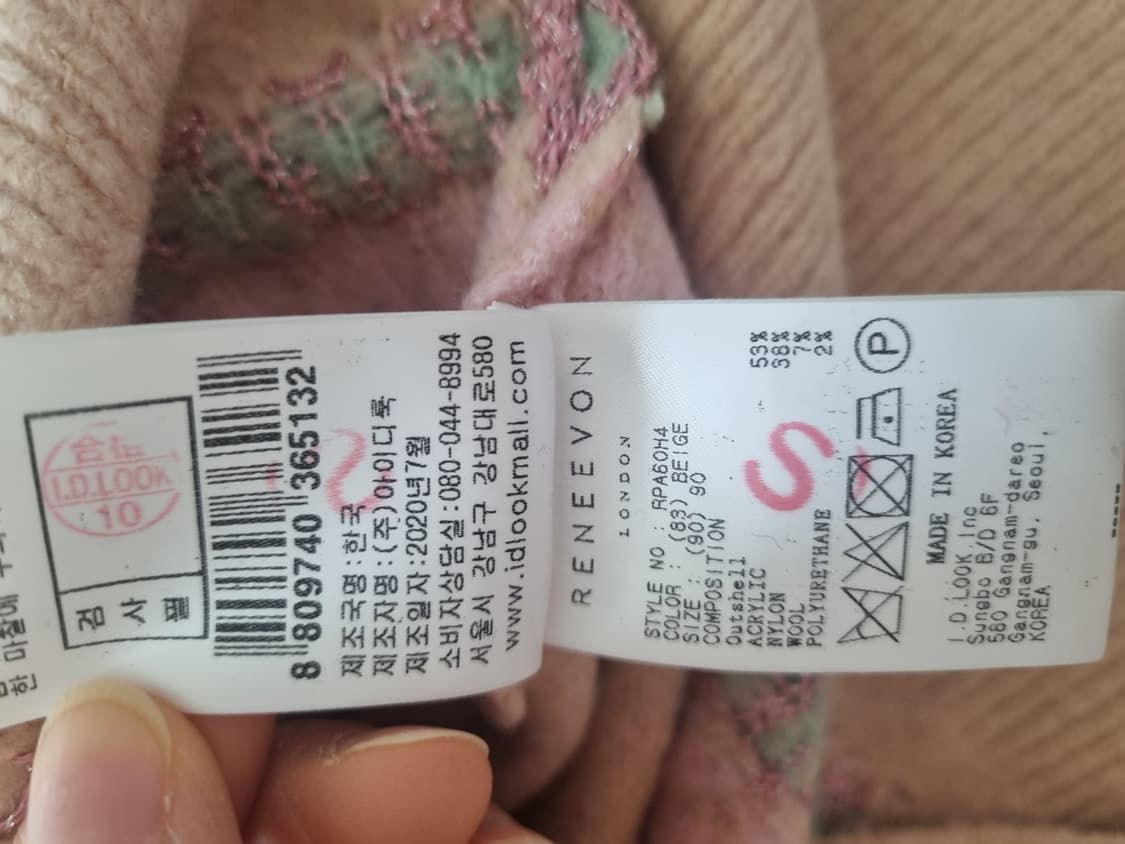 합격
I.D.LOOK
10
검
사
필
8 809740 365132
제조국명:한국
제조자명:(주)아이디룩
제조일자:2020년7월
소비자상담실:080-044-8994
서울시 강남구 강남대로580
www.idlookmall.com
RENEEVON
LONDON
STYLE NO : RPA60H4
COLOR : (83) BEIGE
SIZE : (90) 90
COMPOSITION
Outshell
ACRYLIC 53%
NYLON 38%
WOOL 7%
POLYURETHANE 2%
S
P
MADE IN KOREA
I.D.LOOK Inc
Sungbo B/D 6F
560 Gangnam-dareo
Gangnam-gu, Seoul,
KOREA